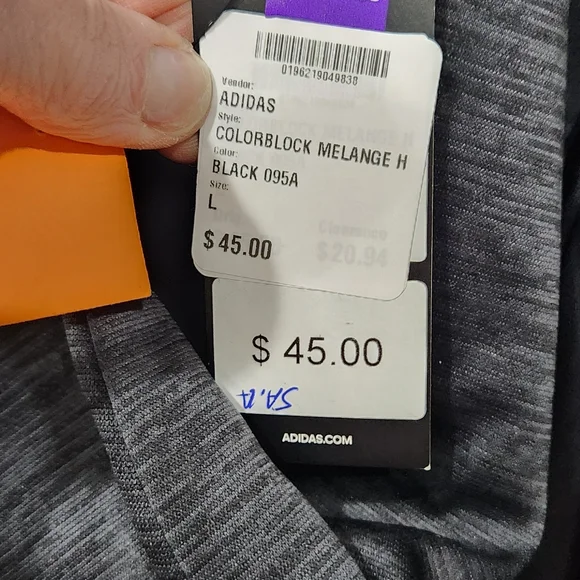 0196219049838
Vendor:
ADIDAS
Style:
COLORBLOCK MELANGE H
Color:
BLACK 095A
Size:
L
Clearance
$45.00 $20.94
$ 45.00
ADIDAS.COM